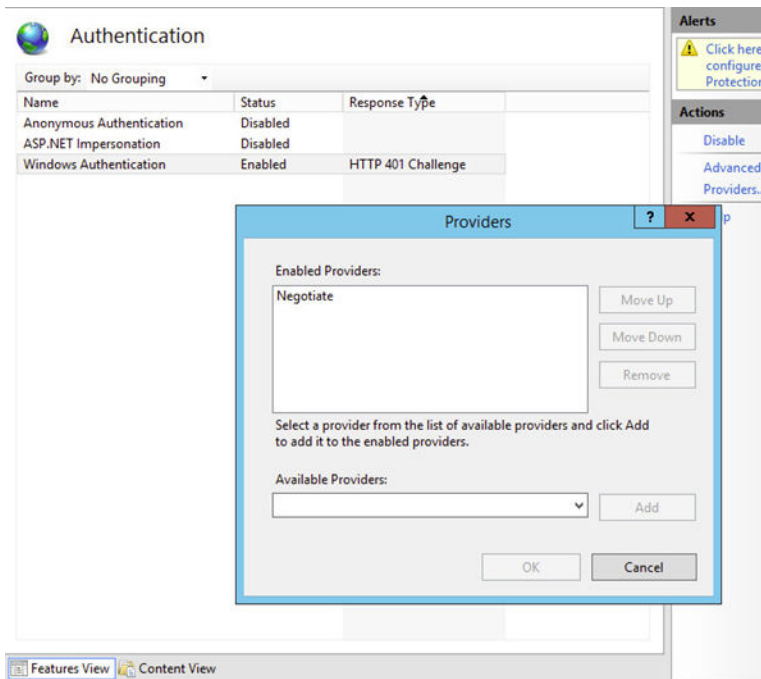 Authentication
Group by: No Grouping
Name Status Response Type
Anonymous Authentication Disabled
ASP.NET Impersonation Disabled
Windows Authentication Enabled HTTP 401 Challenge
Alerts
Click here
configure
Protection
Actions
Disable
Advanced
Providers..
p
Providers
? x
Enabled Providers:
Negotiate
Move Up
Move Down
Remove
Select a provider from the list of available providers and click Add
to add it to the enabled providers.
Available Providers:
Add
OK Cancel
Features View Content View